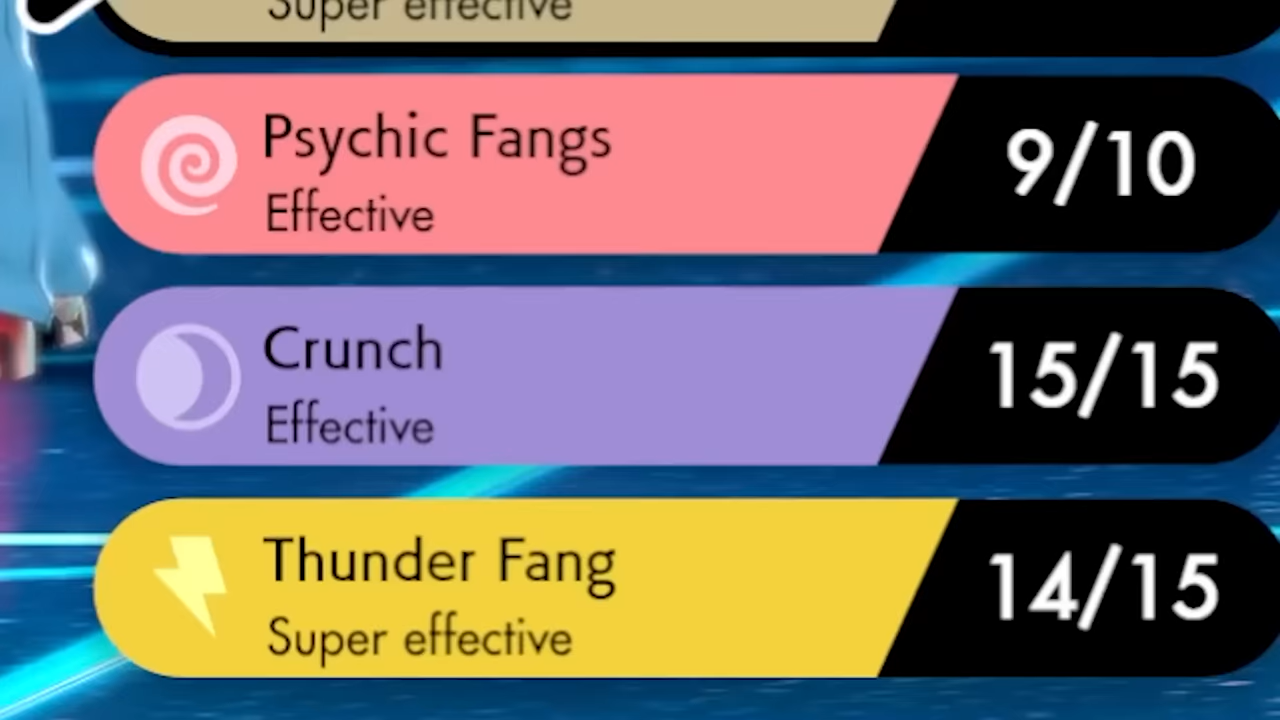 Super effective
Psychic Fangs
9/10
Effective
Crunch
15/15
Effective
Thunder Fang
14/15
Super effective